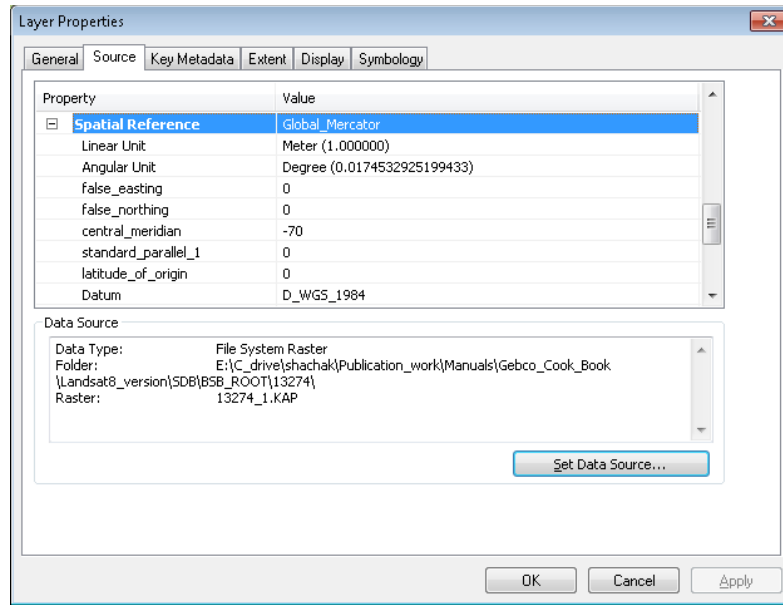 Layer Properties
General Source Key Metadata Extent Display Symbology
Property Value
Spatial Reference Global_Mercator
Linear Unit Meter (1.000000)
Angular Unit Degree (0.0174532925199433)
false_easting 0
false_northing 0
central_meridian -70
standard_parallel_1 0
latitude_of_origin 0
Datum D_WGS_1984
Data Source
Data Type: File System Raster
Folder: E:\C_drive\shachak\Publication_work\Manuals\Gebco_Cook_Book
\Landsat8_version\SDB\BSB_ROOT\13274\
Raster: 13274_1.KAP
Set Data Source...
OK Cancel Apply